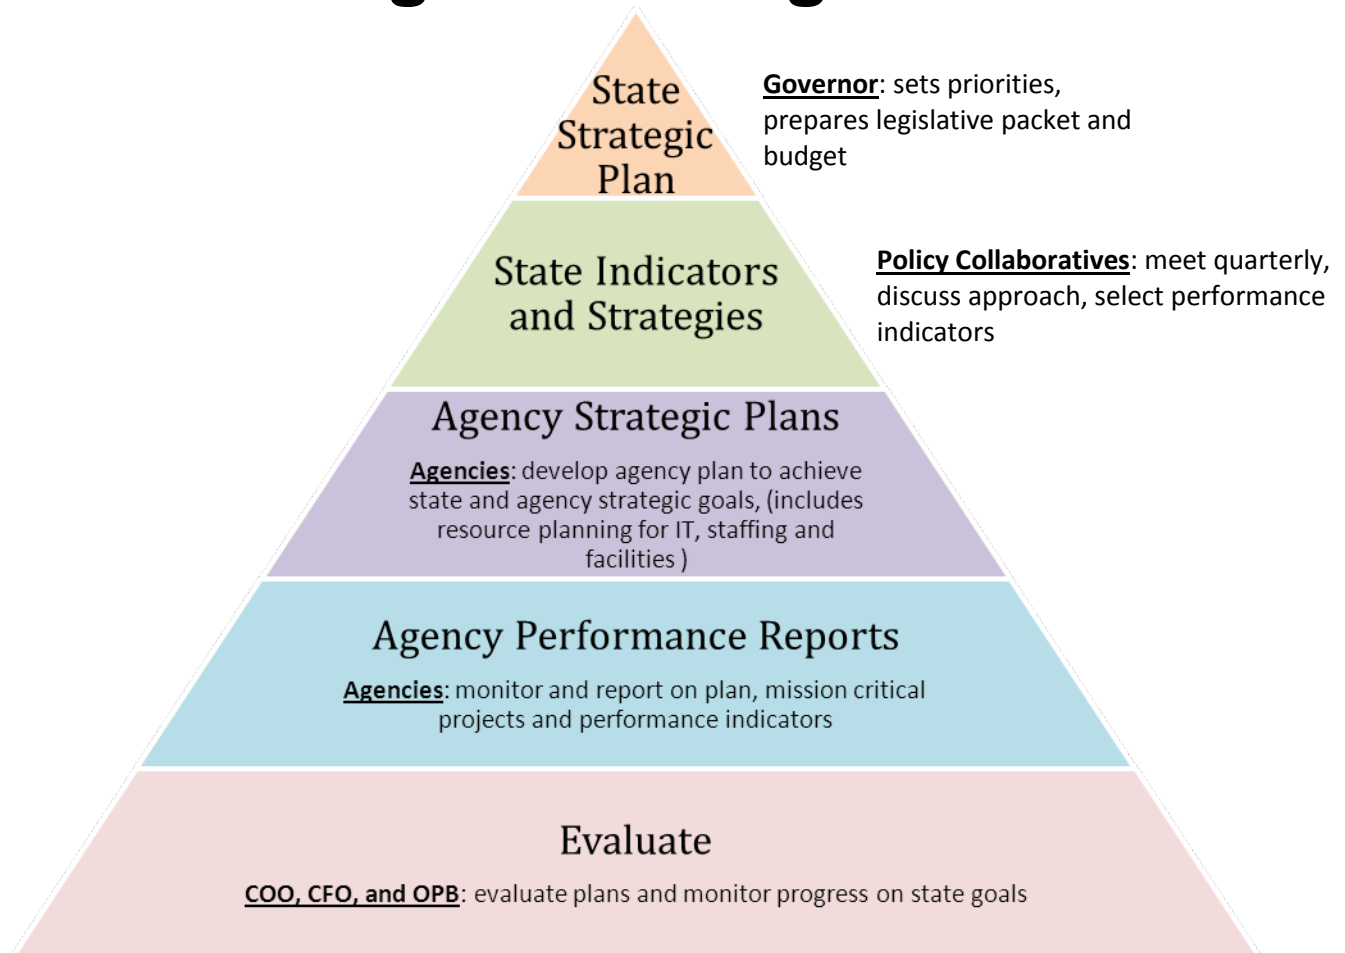 State
Strategic
Plan
Governor: sets priorities,
prepares legislative packet and
budget
State Indicators
and Strategies
Policy Collaboratives: meet quarterly,
discuss approach, select performance
indicators
Agency Strategic Plans
Agencies: develop agency plan to achieve
state and agency strategic goals, (includes
resource planning for IT, staffing and
facilities )
Agency Performance Reports
Agencies: monitor and report on plan, mission critical
projects and performance indicators
Evaluate
COO, CFO, and OPB: evaluate plans and monitor progress on state goals